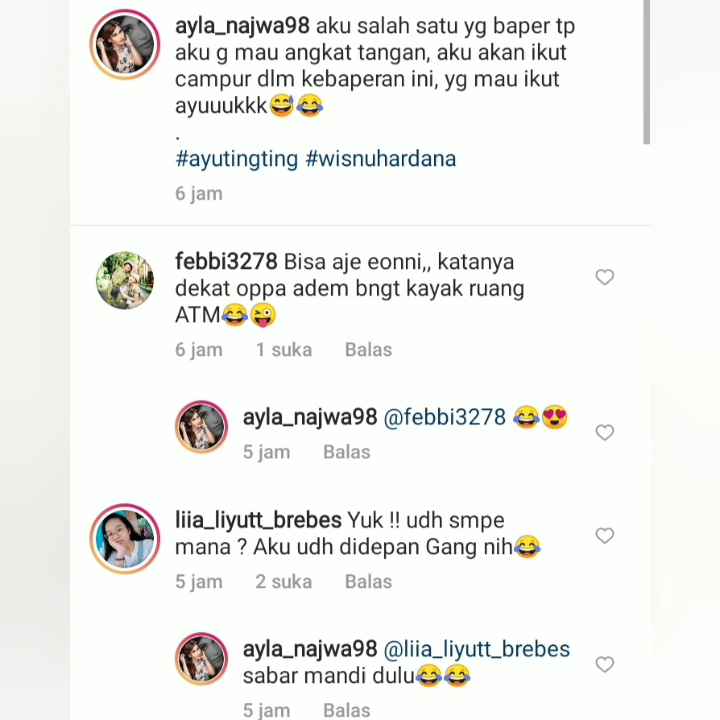 ayla_najwa98 aku salah satu yg baper tp
aku g mau angkat tangan, aku akan ikut
campur dlm kebaperan ini, yg mau ikut
ayuuukkk😅😂
.
#ayutingting #wisnuhardana
6 jam
febbi3278 Bisa aje eonni,, katanya
dekat oppa adem bngt kayak ruang
ATM😂😜
6 jam 1 suka Balas
ayla_najwa98 @febbi3278 😂😍
5 jam Balas
liia_liyutt_brebes Yuk !! udh smpe
mana ? Aku udh didepan Gang nih😂
5 jam 2 suka Balas
ayla_najwa98 @liia_liyutt_brebes
sabar mandi dulu😂😂
5 jam Balas